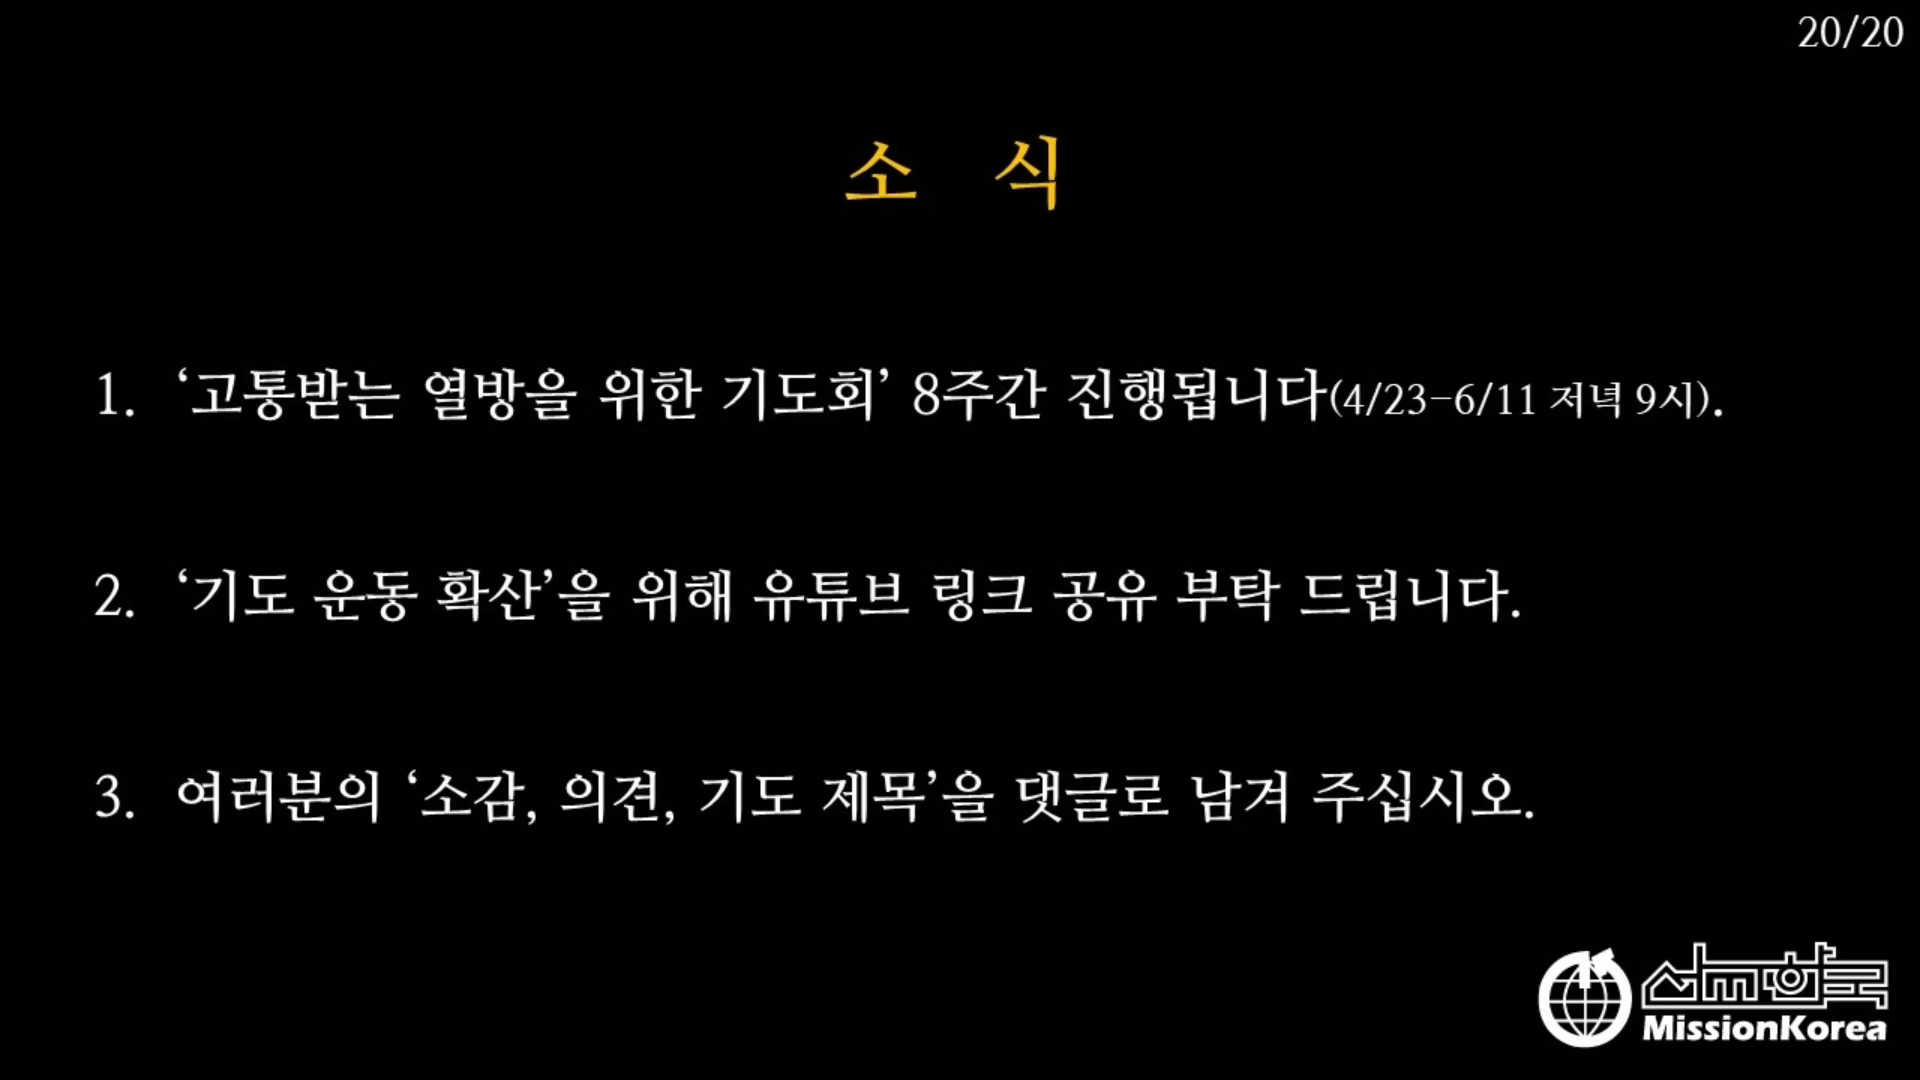 20/20
소 식
1. ‘고통받는 열방을 위한 기도회’ 8주간 진행됩니다(4/23-6/11 저녁 9시).
2. ‘기도 운동 확산’을 위해 유튜브 링크 공유 부탁 드립니다.
3. 여러분의 ‘소감, 의견, 기도 제목’을 댓글로 남겨 주십시오.
선교한국
MissionKorea